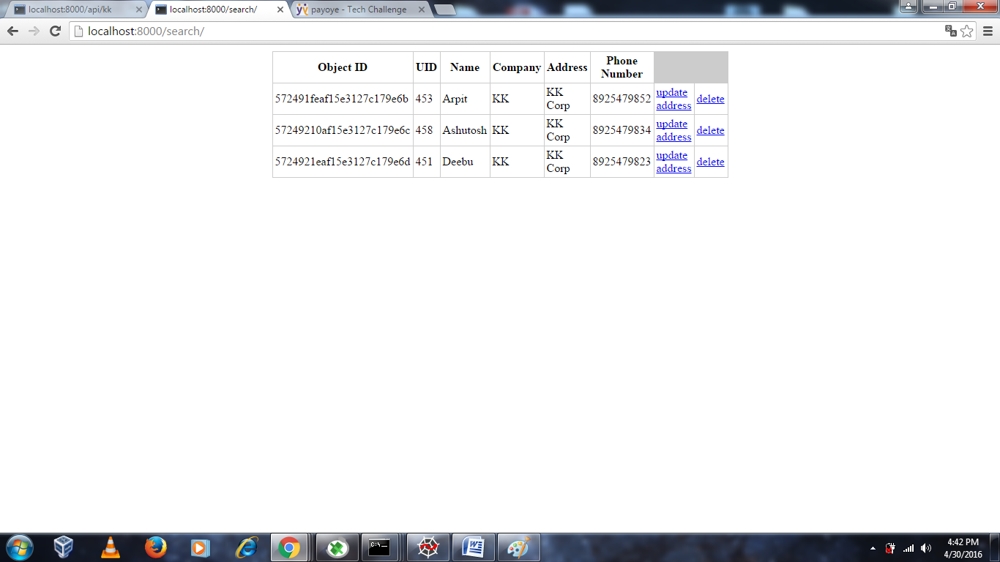 localhost:8000/api/kk
localhost:8000/search/
payoye - Tech Challenge
localhost:8000/search/
Object ID UID Name Company Address Phone Number
572491feaf15e3127c179e6b 453 Arpit KK KK Corp 8925479852 update address delete
57249210af15e3127c179e6c 458 Ashutosh KK KK Corp 8925479834 update address delete
5724921eaf15e3127c179e6d 451 Deebu KK KK Corp 8925479823 update address delete
4:42 PM
4/30/2016